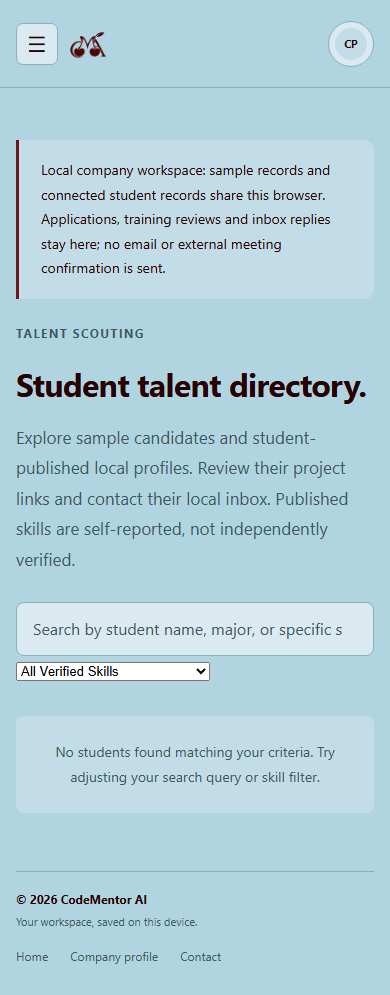 ☰
CP
Local company workspace: sample records and
connected student records share this browser.
Applications, training reviews and inbox replies
stay here; no email or external meeting
confirmation is sent.
TALENT SCOUTING
Student talent directory.
Explore sample candidates and student-
published local profiles. Review their project
links and contact their local inbox. Published
skills are self-reported, not independently
verified.
Search by student name, major, or specific s
All Verified Skills
No students found matching your criteria. Try
adjusting your search query or skill filter.
© 2026 CodeMentor AI
Your workspace, saved on this device.
Home Company profile Contact